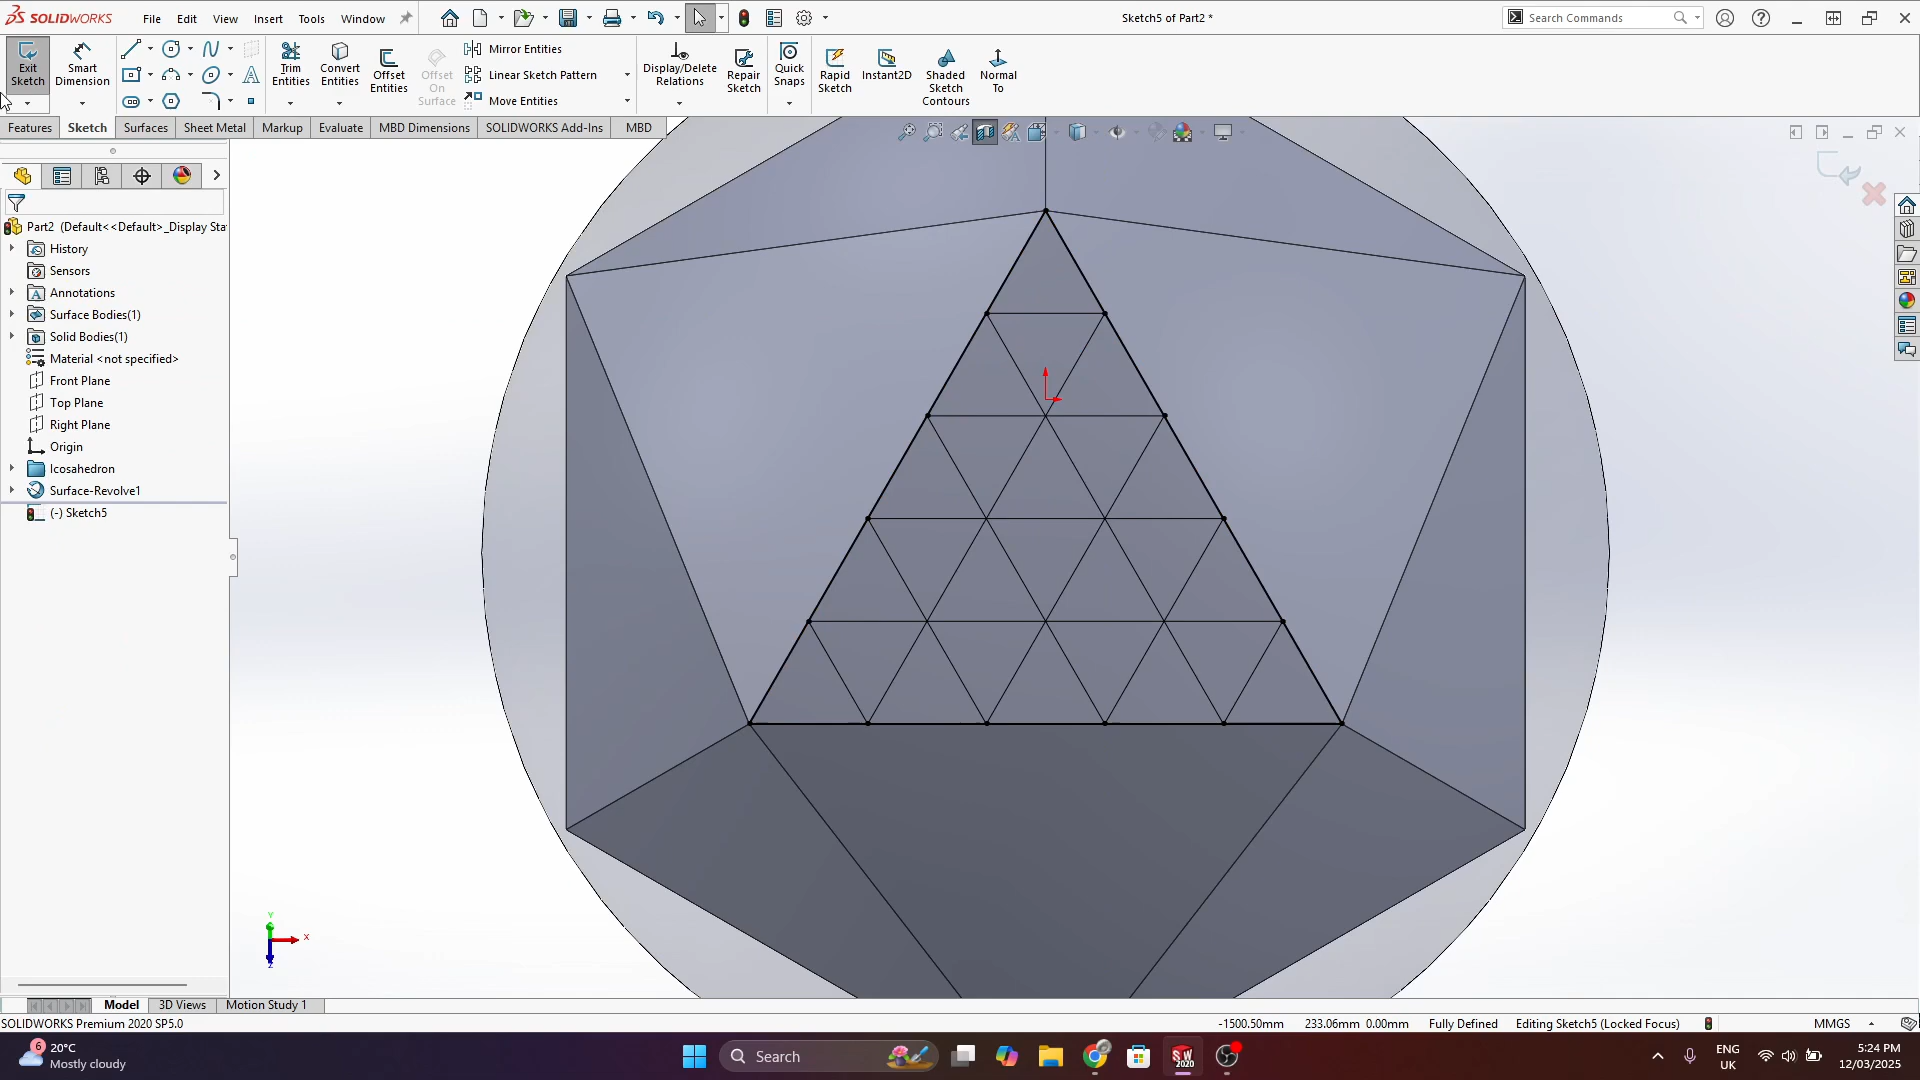 SOLIDWORKS File Edit View Insert Tools Window
Sketch5 of Part2 *
Search Commands
Exit Sketch
Smart Dimension
Trim Entities
Convert Entities
Offset Entities
Offset On Surface
Mirror Entities
Linear Sketch Pattern
Move Entities
Display/Delete Relations
Repair Sketch
Quick Snaps
Rapid Sketch
Instant2D
Shaded Sketch Contours
Normal To
Features Sketch Surfaces Sheet Metal Markup Evaluate MBD Dimensions SOLIDWORKS Add-Ins MBD
Part2 (Default<<Default>_Display Sta
History
Sensors
Annotations
Surface Bodies(1)
Solid Bodies(1)
Material <not specified>
Front Plane
Top Plane
Right Plane
Origin
Icosahedron
Surface-Revolve1
(-) Sketch5
Y
X
Z
Model 3D Views Motion Study 1
SOLIDWORKS Premium 2020 SP5.0
-1500.50mm 233.06mm 0.00mm Fully Defined Editing Sketch5 (Locked Focus) MMGS
6
20°C
Mostly cloudy
Search
SW
2020
ENG
UK
5:24 PM
12/03/2025